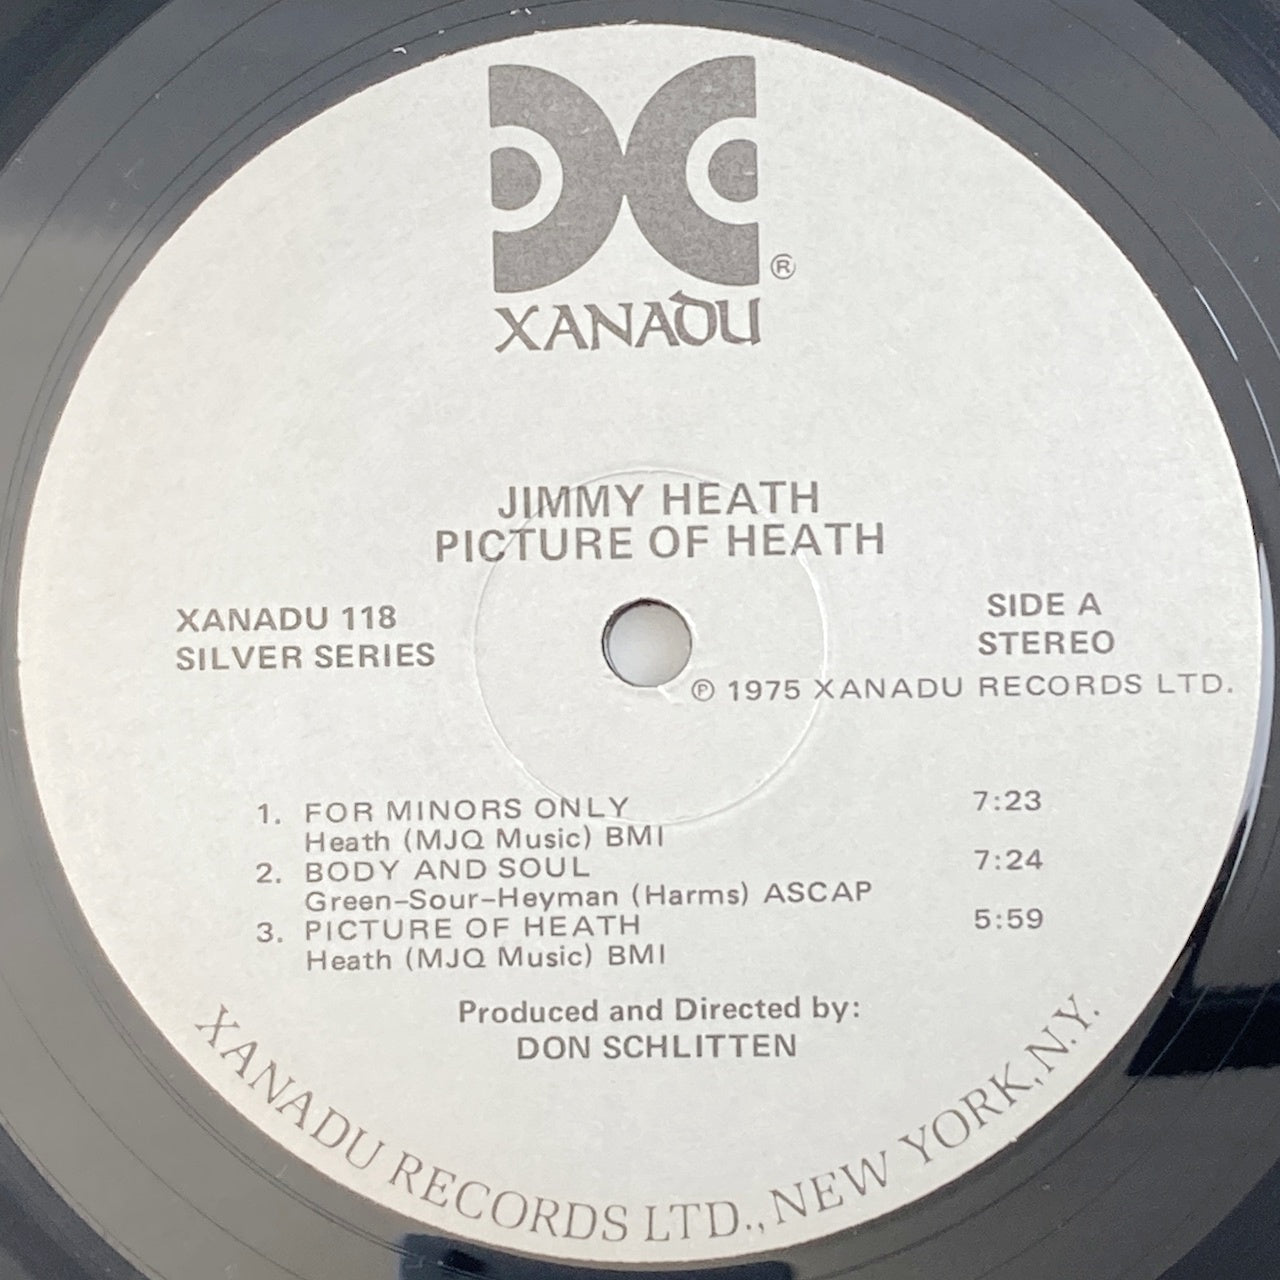 ®
XANADU
JIMMY HEATH
PICTURE OF HEATH
XANADU 118
SILVER SERIES
SIDE A
STEREO
℗ 1975 XANADU RECORDS LTD.
1. FOR MINORS ONLY 7:23
Heath (MJQ Music) BMI
2. BODY AND SOUL 7:24
Green-Sour-Heyman (Harms) ASCAP
3. PICTURE OF HEATH 5:59
Heath (MJQ Music) BMI
Produced and Directed by:
DON SCHLITTEN
XANADU RECORDS LTD., NEW YORK, N.Y.